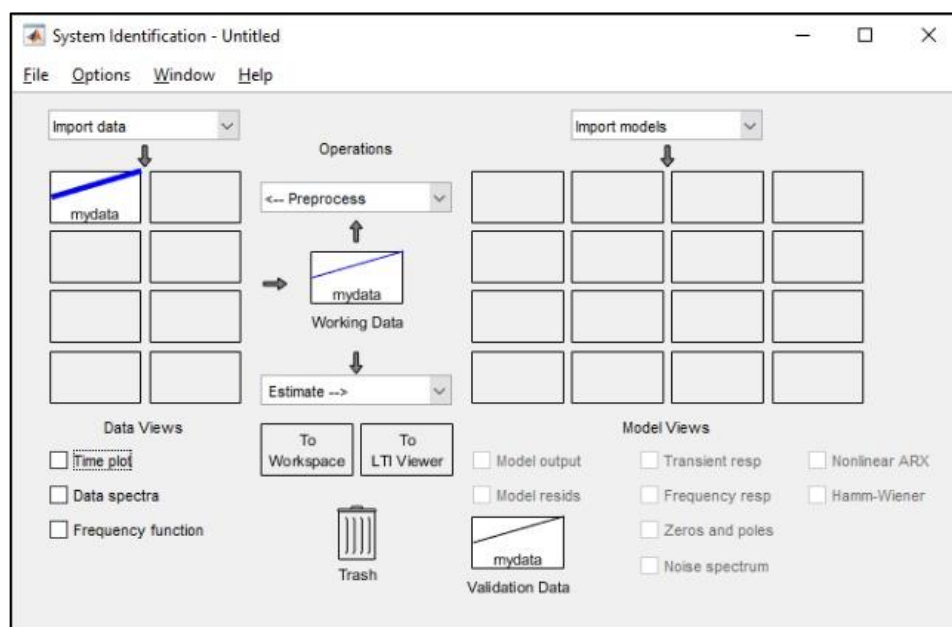 System Identification - Untitled
File Options Window Help
Import data
Import models
Operations
<-- Preprocess
mydata
mydata
Working Data
Estimate -->
Data Views
Model Views
To Workspace
To LTI Viewer
Time plot
Data spectra
Frequency function
Trash
Model output
Transient resp
Nonlinear ARX
Model resids
Frequency resp
Hamm-Wiener
Zeros and poles
Noise spectrum
mydata
Validation Data